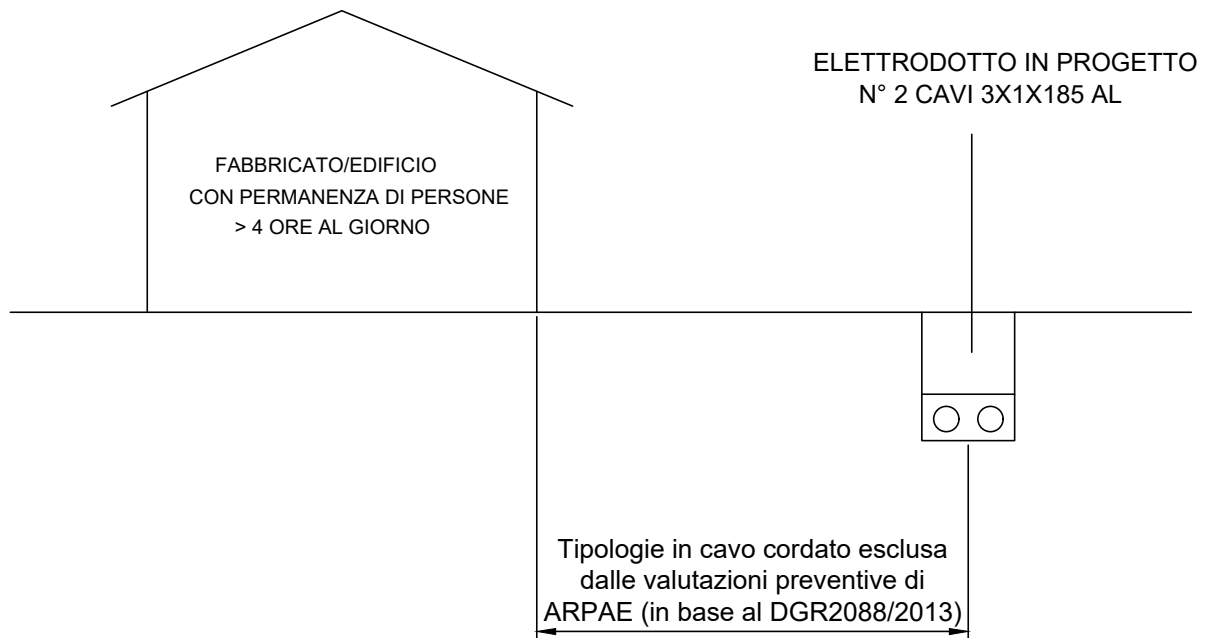 ELETTRODOTTO IN PROGETTO
N° 2 CAVI 3X1X185 AL
FABBRICATO/EDIFICIO
CON PERMANENZA DI PERSONE
> 4 ORE AL GIORNO
Tipologie in cavo cordato esclusa
dalle valutazioni preventive di
ARPAE (in base al DGR2088/2013)